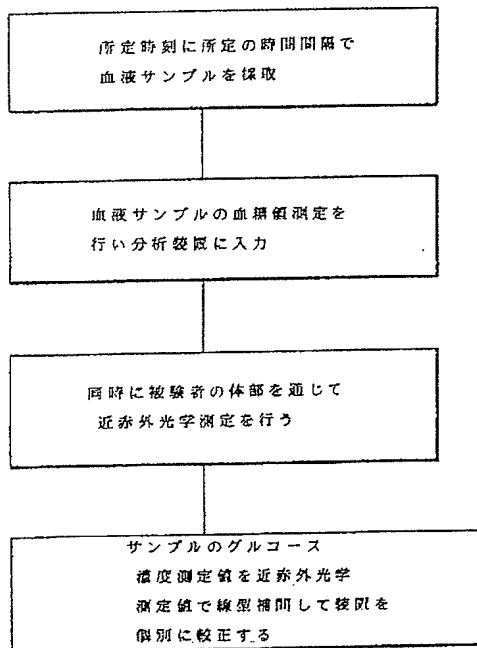 所定時刻に所定の時間間隔で
血液サンプルを採取
血液サンプルの血糖値測定を
行い分析装置に入力
同時に被験者の体部を通じて
近赤外光学測定を行う
サンプルのグルコース
濃度測定値を近赤外光学
測定値で線型補間して装置を
個別に較正する